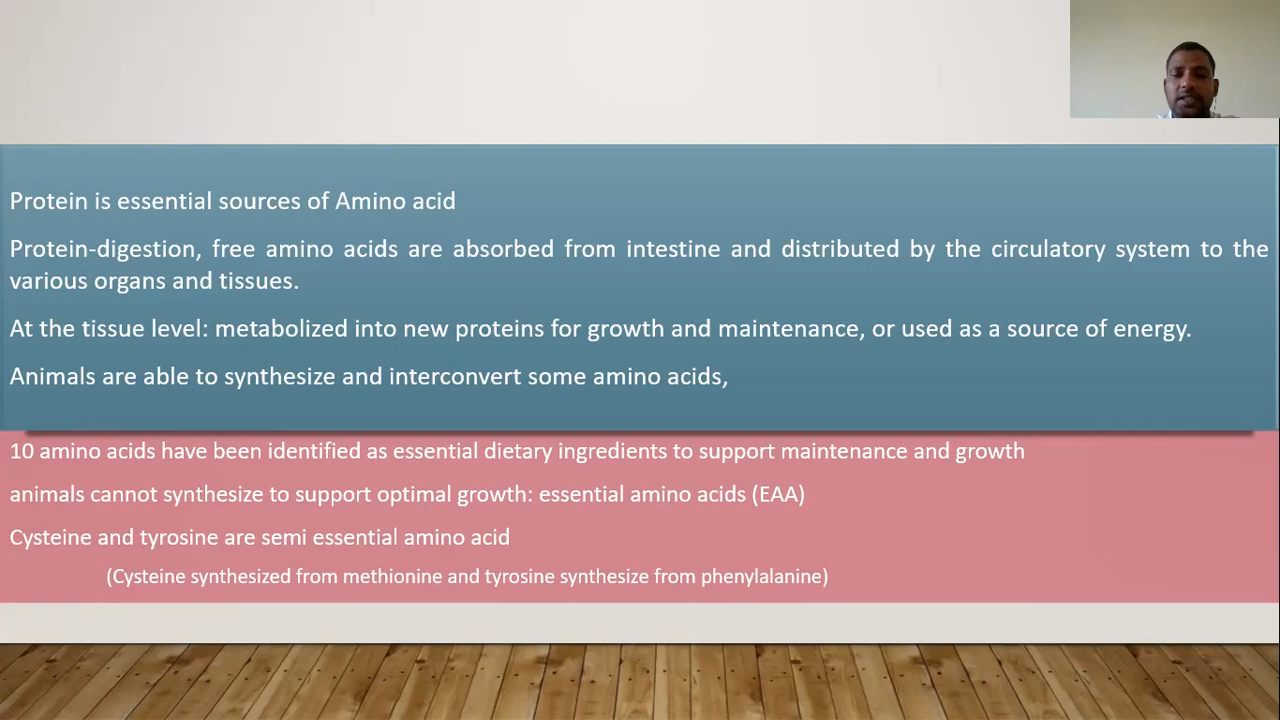 Protein is essential sources of Amino acid
Protein-digestion, free amino acids are absorbed from intestine and distributed by the circulatory system to the
various organs and tissues.
At the tissue level: metabolized into new proteins for growth and maintenance, or used as a source of energy.
Animals are able to synthesize and interconvert some amino acids,
10 amino acids have been identified as essential dietary ingredients to support maintenance and growth
animals cannot synthesize to support optimal growth: essential amino acids (EAA)
Cysteine and tyrosine are semi essential amino acid
(Cysteine synthesized from methionine and tyrosine synthesize from phenylalanine)